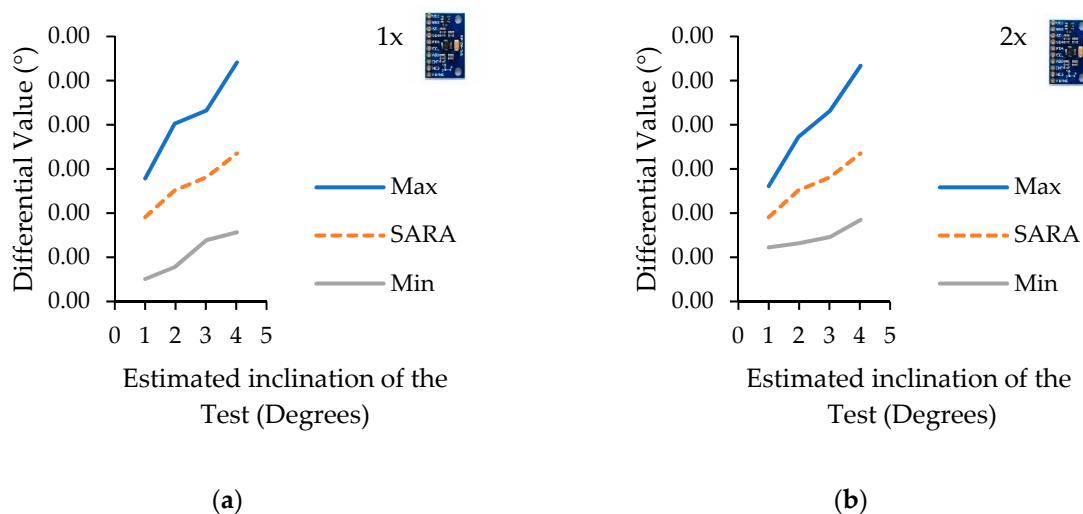 1x
Differential Value (°)
0.00
0.00
0.00
0.00
0.00
0.00
0.00
Max
SARA
Min
0 1 2 3 4 5
Estimated inclination of the
Test (Degrees)
(a)
2x
Differential Value (°)
0.00
0.00
0.00
0.00
0.00
0.00
0.00
Max
SARA
Min
0 1 2 3 4 5
Estimated inclination of the
Test (Degrees)
(b)